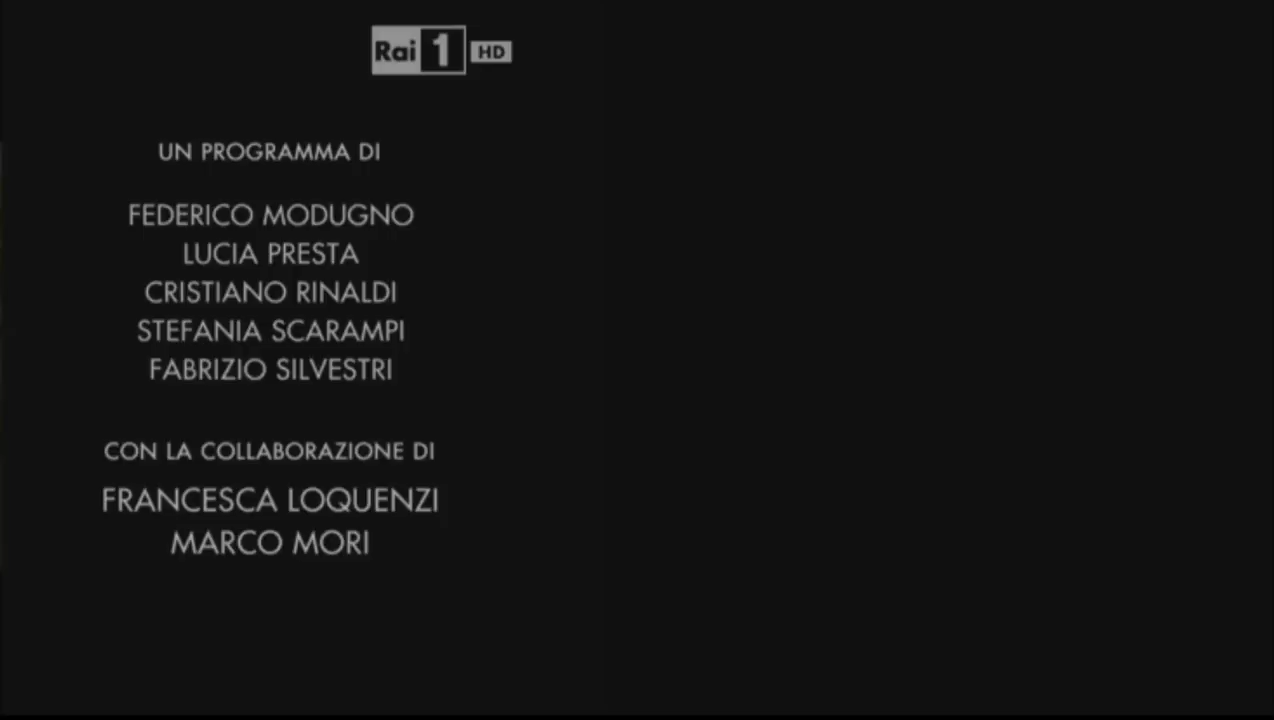 Rai 1 HD
UN PROGRAMMA DI
FEDERICO MODUGNO
LUCIA PRESTA
CRISTIANO RINALDI
STEFANIA SCARAMPI
FABRIZIO SILVESTRI
CON LA COLLABORAZIONE DI
FRANCESCA LOQUENZI
MARCO MORI